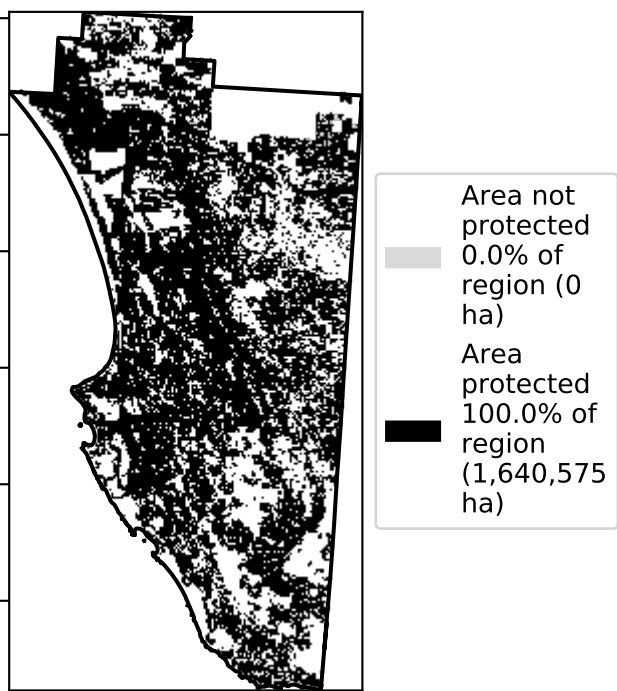 Area not
protected
0.0% of
region (0
ha)
Area
protected
100.0% of
region
(1,640,575
ha)